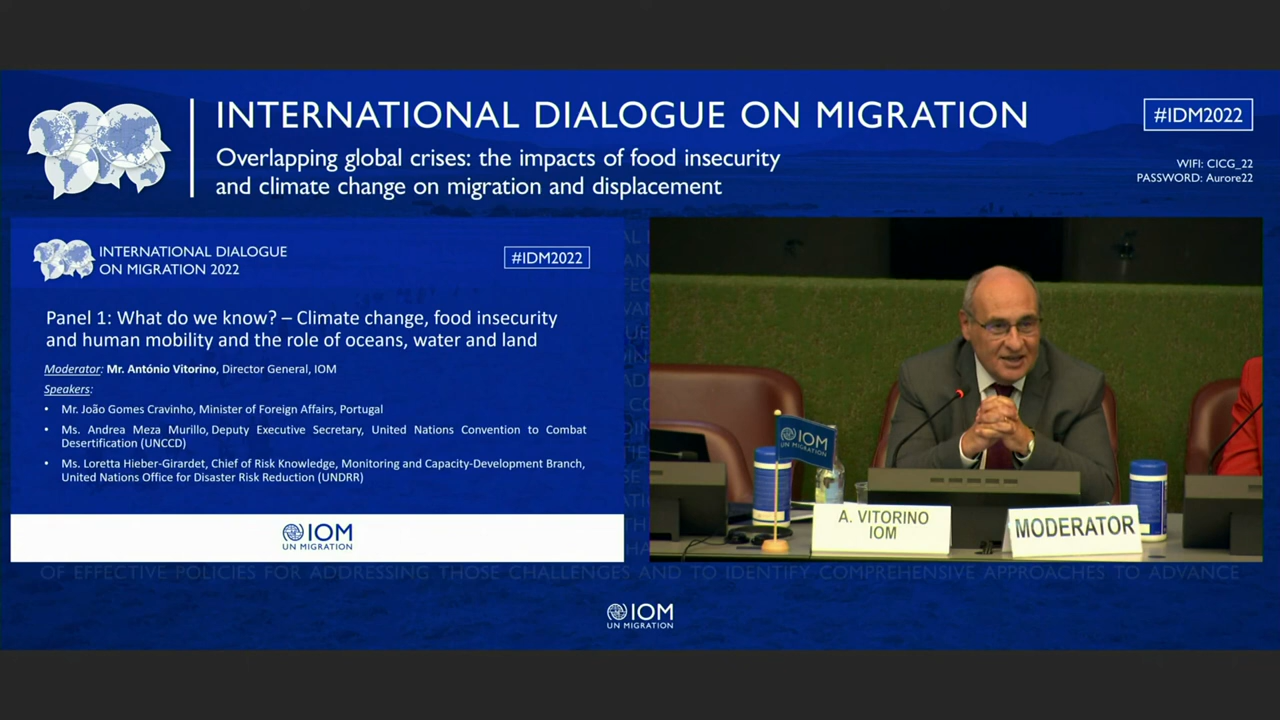 INTERNATIONAL DIALOGUE ON MIGRATION
Overlapping global crises: the impacts of food insecurity
and climate change on migration and displacement
#IDM2022
WIFI: CICG_22
PASSWORD: Aurore22
INTERNATIONAL DIALOGUE
ON MIGRATION 2022
#IDM2022
Panel 1: What do we know? – Climate change, food insecurity
and human mobility and the role of oceans, water and land
Moderator: Mr. António Vitorino, Director General, IOM
Speakers:
• Mr. João Gomes Cravinho, Minister of Foreign Affairs, Portugal
• Ms. Andrea Meza Murillo, Deputy Executive Secretary, United Nations Convention to Combat
Desertification (UNCCD)
• Ms. Loretta Hieber-Girardet, Chief of Risk Knowledge, Monitoring and Capacity-Development Branch,
United Nations Office for Disaster Risk Reduction (UNDRR)
IOM
UN MIGRATION
IOM
UN MIGRATION
A. VITORINO
IOM
MODERATOR
OF EFFECTIVE POLICIES FOR ADDRESSING THOSE CHALLENGES AND TO IDENTIFY COMPREHENSIVE APPROACHES TO ADVANCE
IOM
UN MIGRATION